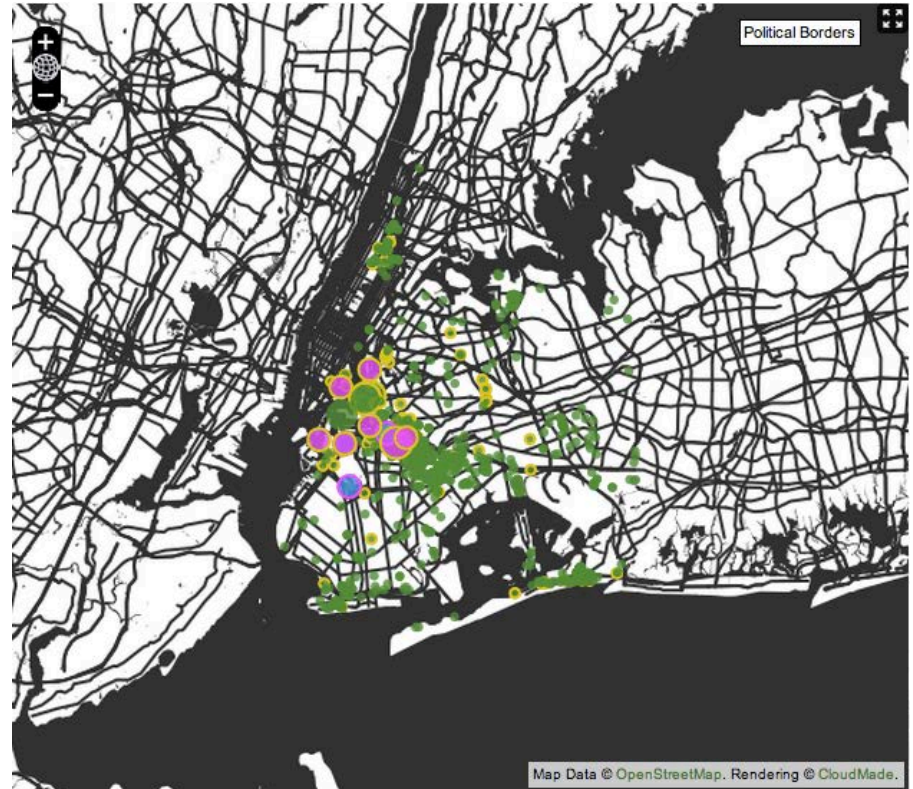 +
Political Borders
−
Map Data © OpenStreetMap. Rendering © CloudMade.